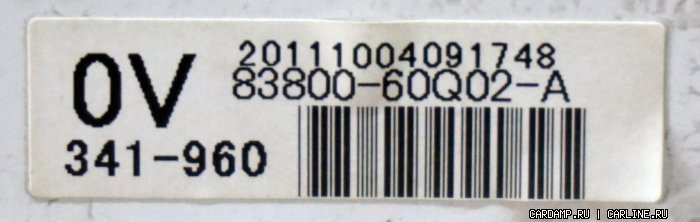 0V
20111004091748
83800-60Q02-A
341-960
CARDAMP.RU | CARLINE.RU